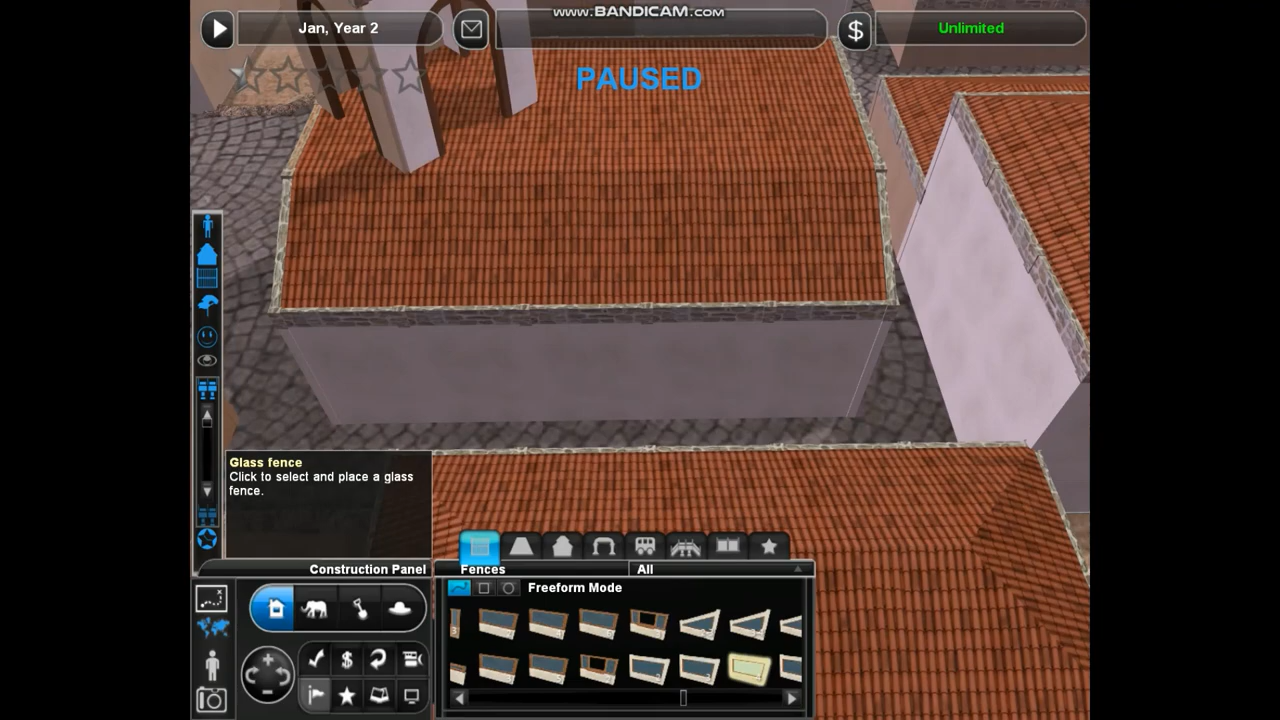 www.BANDICAM.com
Jan, Year 2
$
Unlimited
PAUSED
Glass fence
Click to select and place a glass
fence.
Construction Panel
Fences
All
Freeform Mode